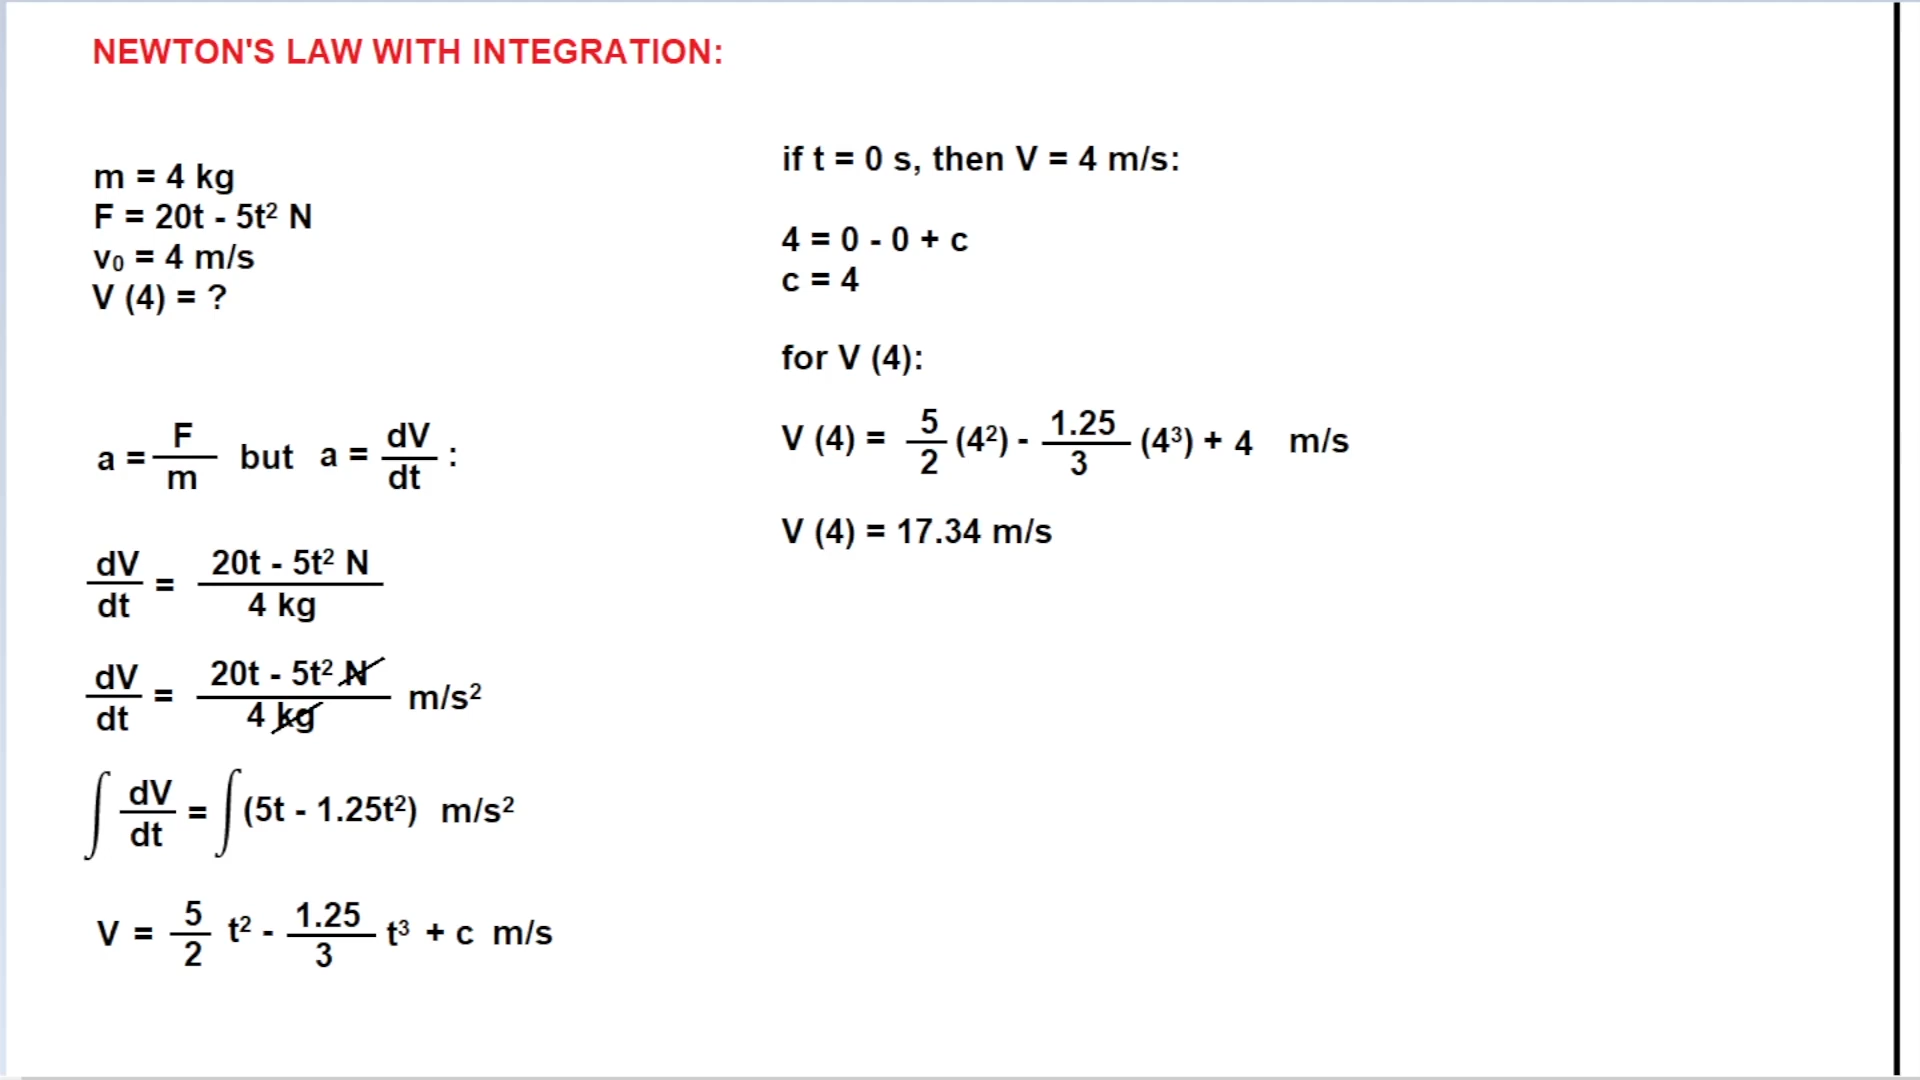 NEWTON'S LAW WITH INTEGRATION:
m = 4 kg
F = 20t - 5t² N
v₀ = 4 m/s
V (4) = ?
a = F/m but a = dV/dt :
dV/dt = 20t - 5t² N / 4 kg
dV/dt = 20t - 5t² N / 4 kg m/s²
∫ dV/dt = ∫ (5t - 1.25t²) m/s²
V = 5/2 t² - 1.25/3 t³ + c m/s
if t = 0 s, then V = 4 m/s:
4 = 0 - 0 + c
c = 4
for V (4):
V (4) = 5/2 (4²) - 1.25/3 (4³) + 4 m/s
V (4) = 17.34 m/s